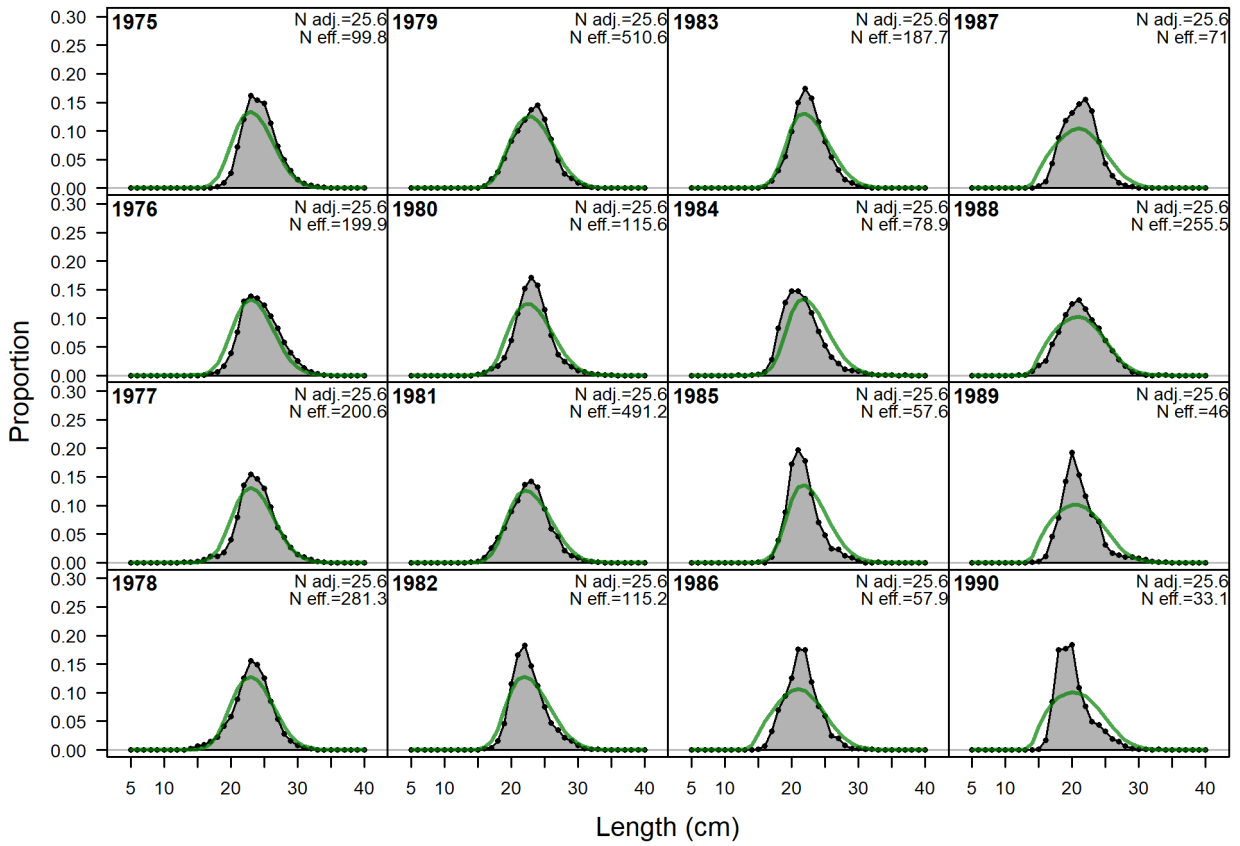 1975 N adj.=25.6
N eff.=99.8
1979 N adj.=25.6
N eff.=510.6
1983 N adj.=25.6
N eff.=187.7
1987 N adj.=25.6
N eff.=71
0.30
0.25
0.20
0.15
0.10
0.05
0.00
1976 N adj.=25.6
N eff.=199.9
1980 N adj.=25.6
N eff.=115.6
1984 N adj.=25.6
N eff.=78.9
1988 N adj.=25.6
N eff.=255.5
0.30
0.25
0.20
0.15
0.10
0.05
0.00
1977 N adj.=25.6
N eff.=200.6
1981 N adj.=25.6
N eff.=491.2
1985 N adj.=25.6
N eff.=57.6
1989 N adj.=25.6
N eff.=46
0.30
0.25
0.20
0.15
0.10
0.05
0.00
1978 N adj.=25.6
N eff.=281.3
1982 N adj.=25.6
N eff.=115.2
1986 N adj.=25.6
N eff.=57.9
1990 N adj.=25.6
N eff.=33.1
0.30
0.25
0.20
0.15
0.10
0.05
0.00
Proportion
5 10 20 30 40 5 10 20 30 40 5 10 20 30 40 5 10 20 30 40
Length (cm)